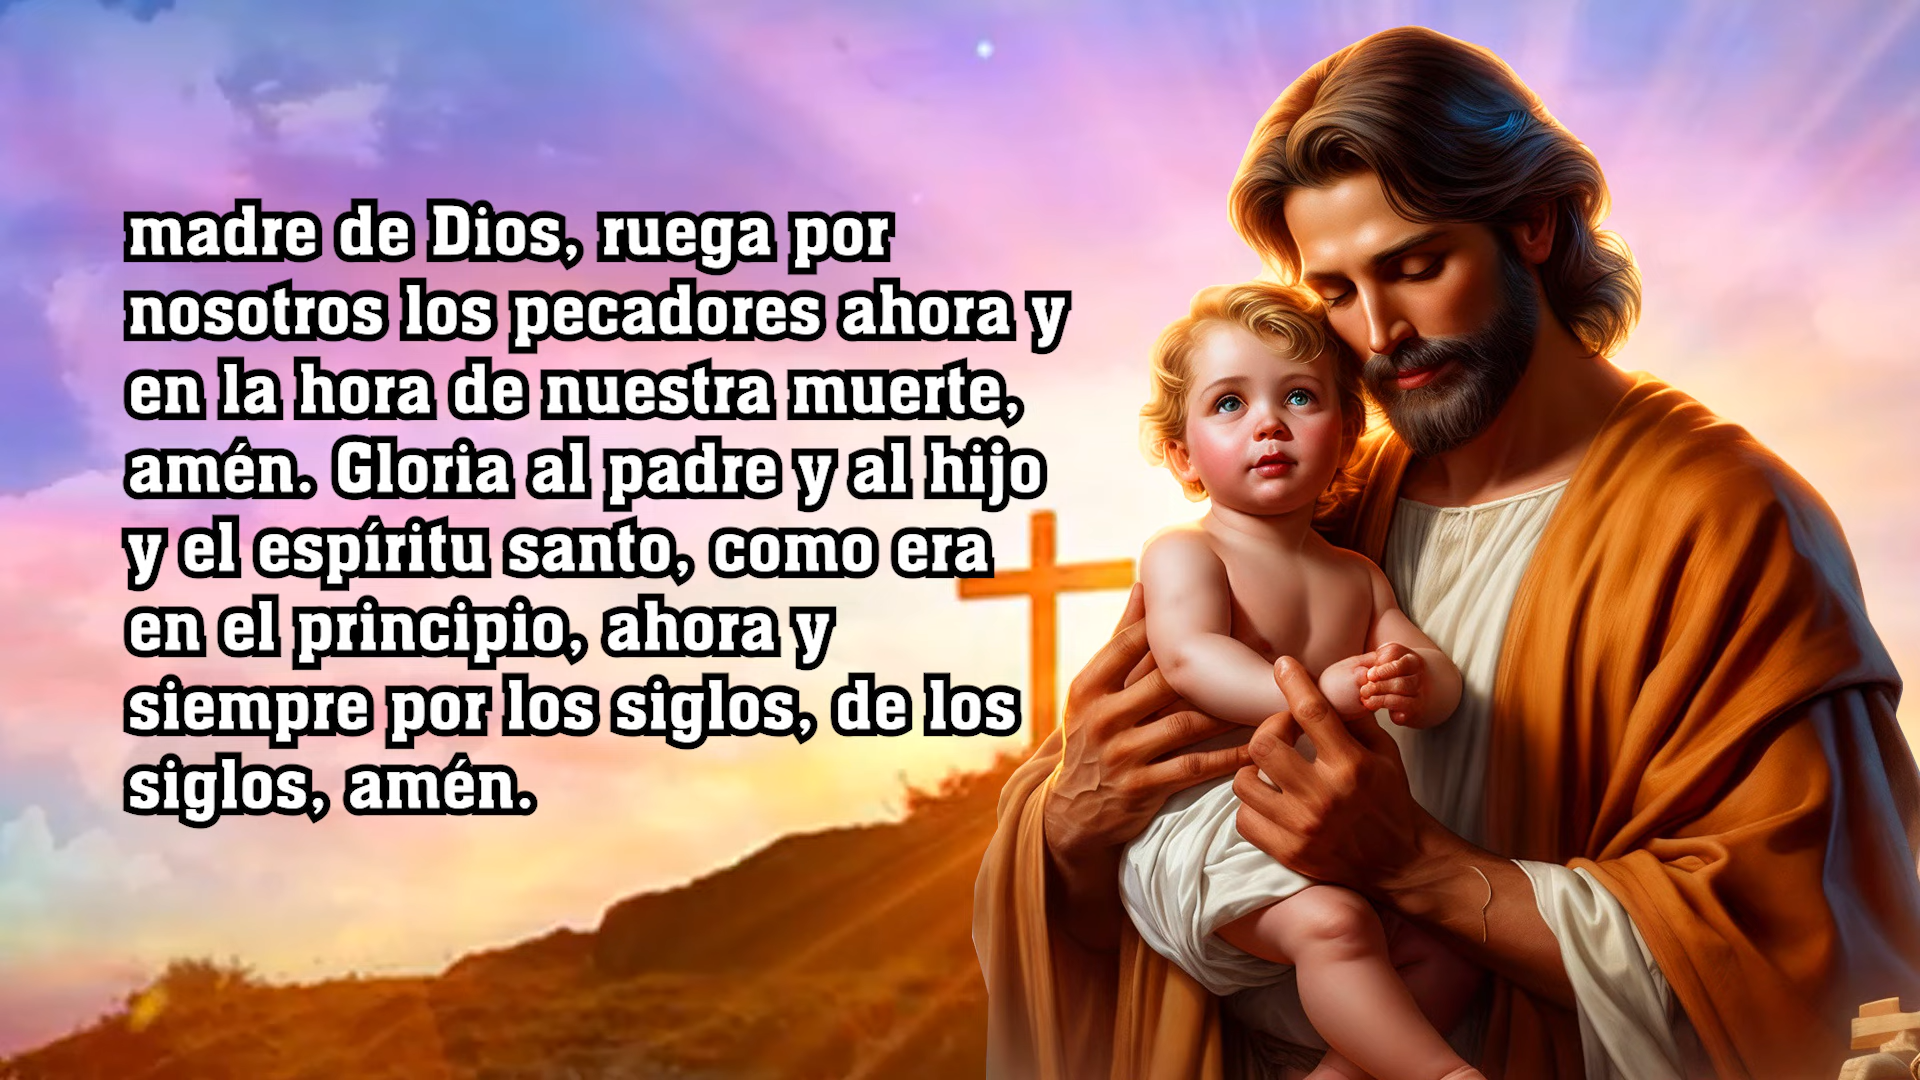 madre de Dios, ruega por
nosotros los pecadores ahora y
en la hora de nuestra muerte,
amén. Gloria al padre y al hijo
y el espíritu santo, como era
en el principio, ahora y
siempre por los siglos, de los
siglos, amén.